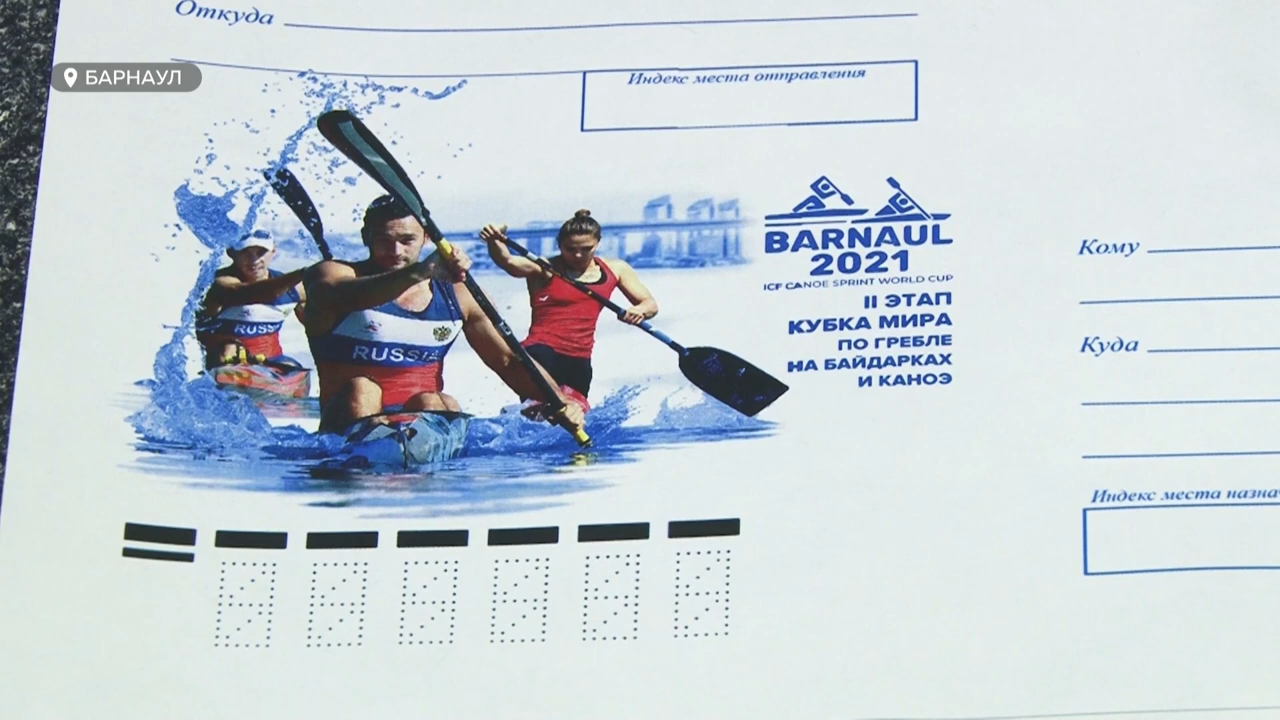 Откуда
БАРНАУЛ
Индекс места отправления
BARNAUL
2021
ICF CANOE SPRINT WORLD CUP
II ЭТАП
КУБКА МИРА
ПО ГРЕБЛЕ
НА БАЙДАРКАХ
И КАНОЭ
RUSSIA
RUSSIA
Кому
Куда
Индекс места назнач